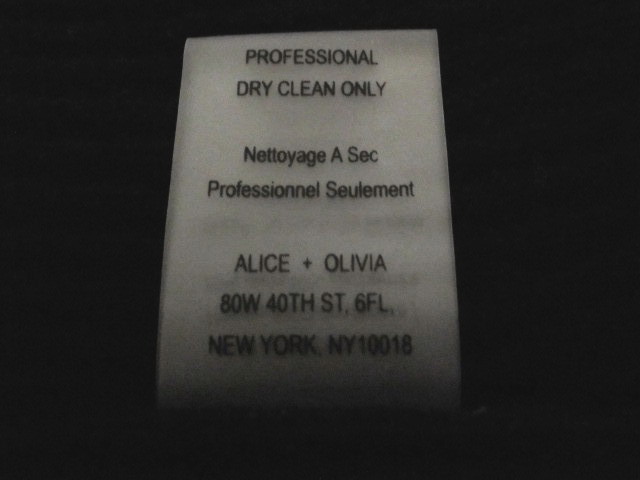 PROFESSIONAL
DRY CLEAN ONLY
Nettoyage A Sec
Professionnel Seulement
ALICE + OLIVIA
80W 40TH ST, 6FL,
NEW YORK, NY10018